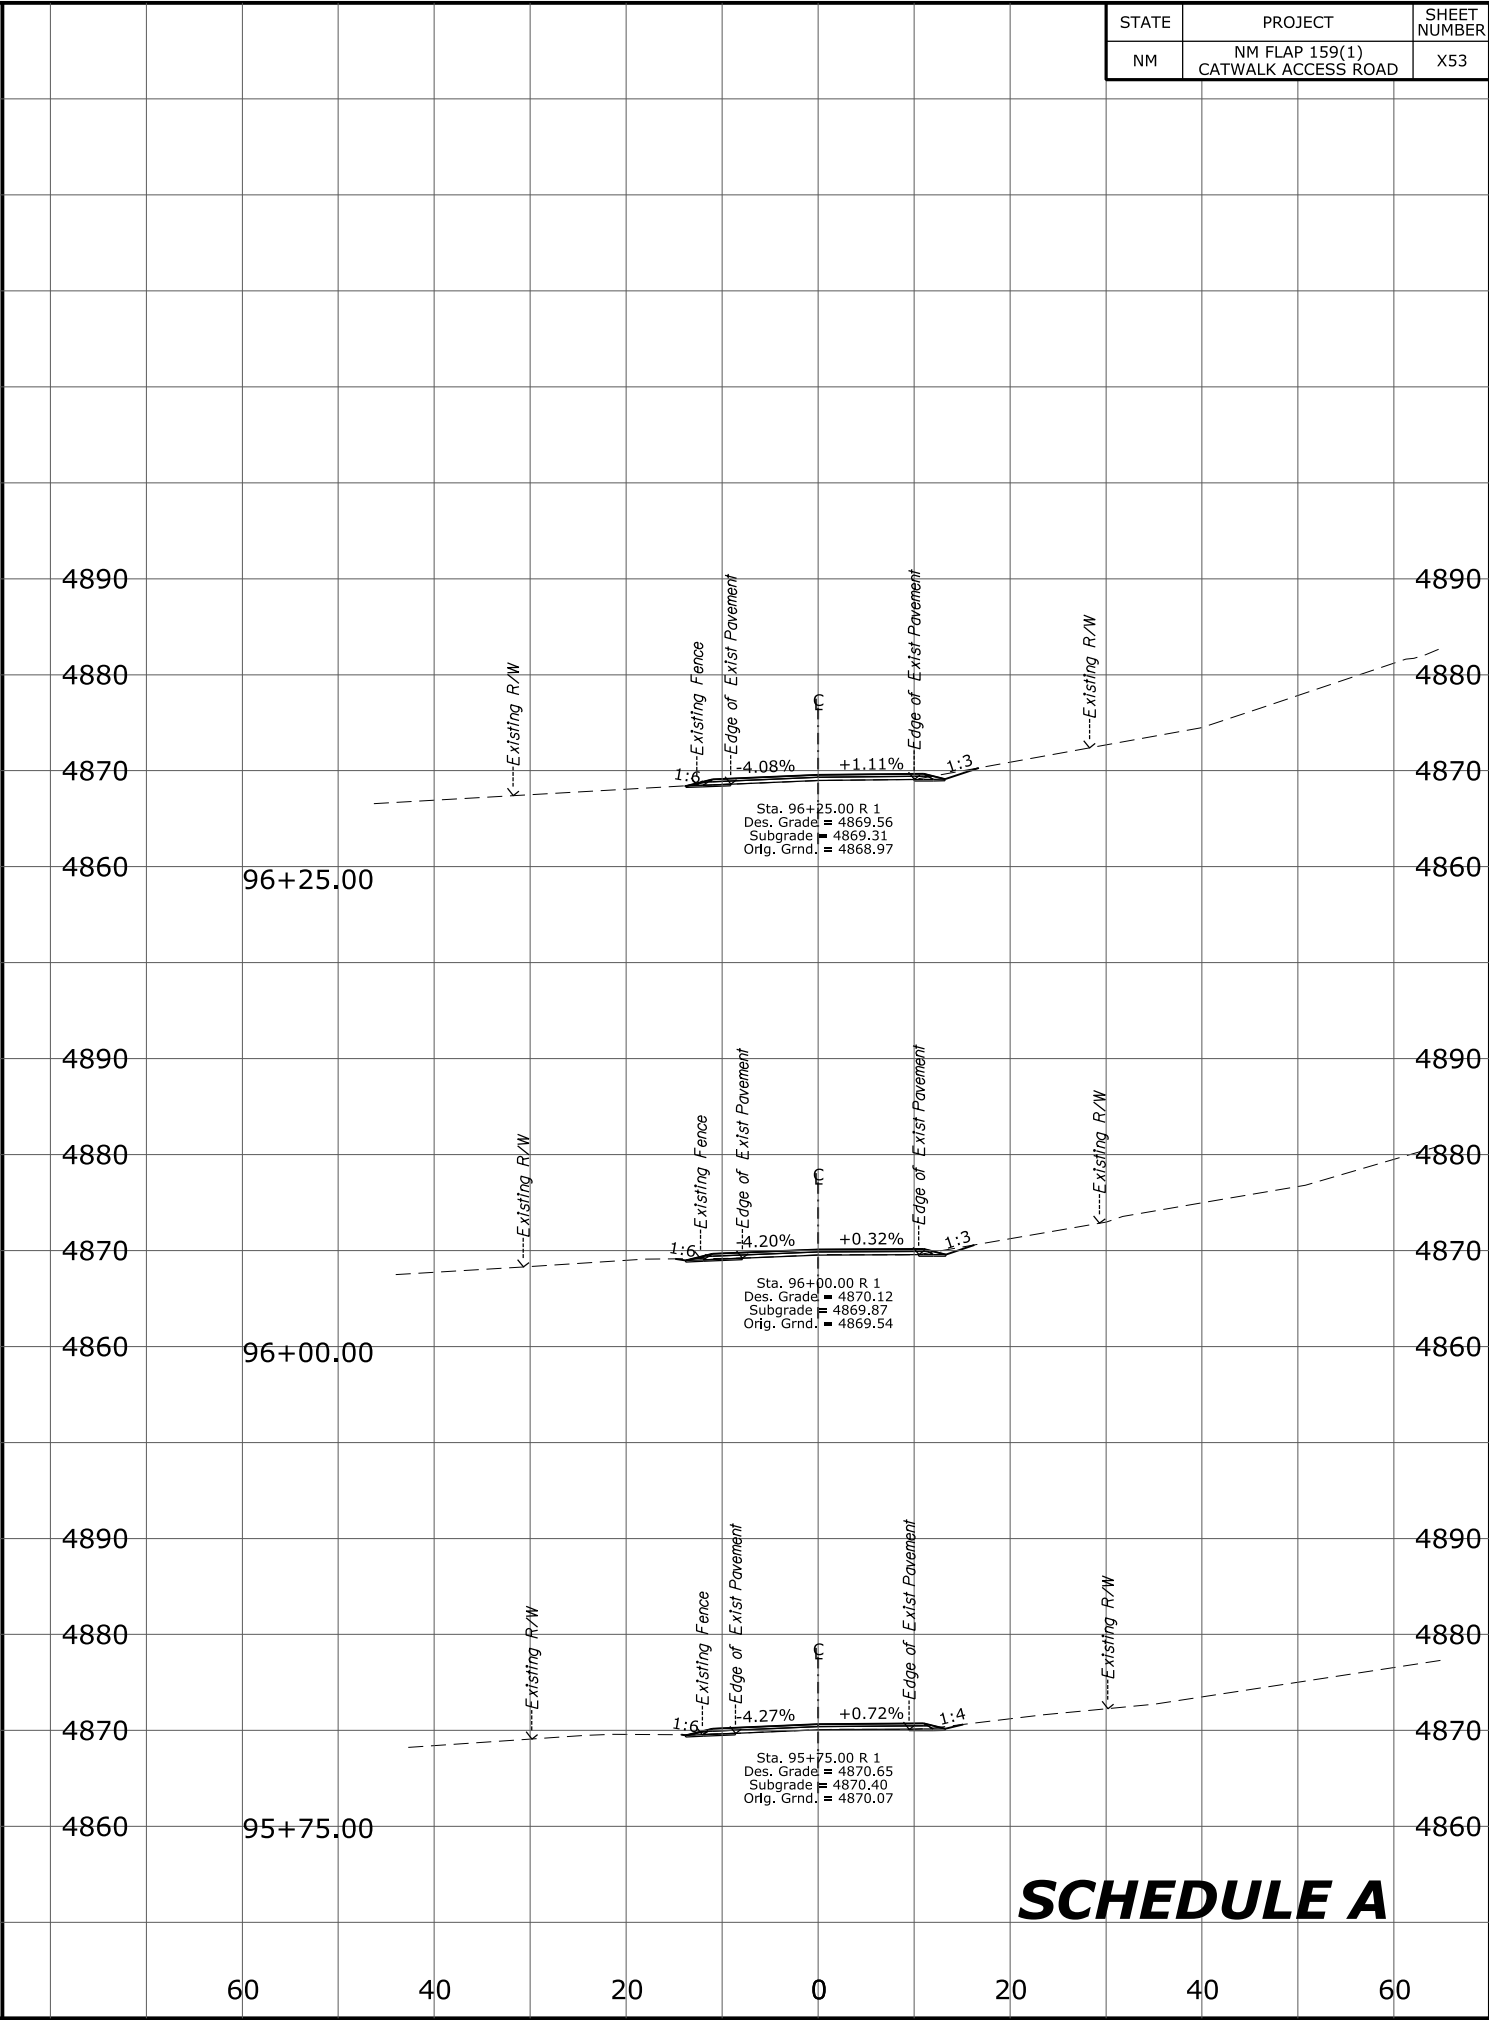 STATE PROJECT SHEET NUMBER
NM NM FLAP 159(1) CATWALK ACCESS ROAD X53
4890 4890
4880 4880
4870 4870
4860 4860
Existing R/W
Existing Fence
Edge of Exist Pavement
℄
Edge of Exist Pavement
Existing R/W
1:6 -4.08% +1.11% 1:3
Sta. 96+25.00 R 1
Des. Grade = 4869.56
Subgrade = 4869.31
Orig. Grnd. = 4868.97
96+25.00
4890 4890
4880 4880
4870 4870
4860 4860
Existing R/W
Existing Fence
Edge of Exist Pavement
℄
Edge of Exist Pavement
Existing R/W
1:6 -4.20% +0.32% 1:3
Sta. 96+00.00 R 1
Des. Grade = 4870.12
Subgrade = 4869.87
Orig. Grnd. = 4869.54
96+00.00
4890 4890
4880 4880
4870 4870
4860 4860
Existing R/W
Existing Fence
Edge of Exist Pavement
℄
Edge of Exist Pavement
Existing R/W
1:6 -4.27% +0.72% 1:4
Sta. 95+75.00 R 1
Des. Grade = 4870.65
Subgrade = 4870.40
Orig. Grnd. = 4870.07
95+75.00
SCHEDULE A
60 40 20 0 20 40 60